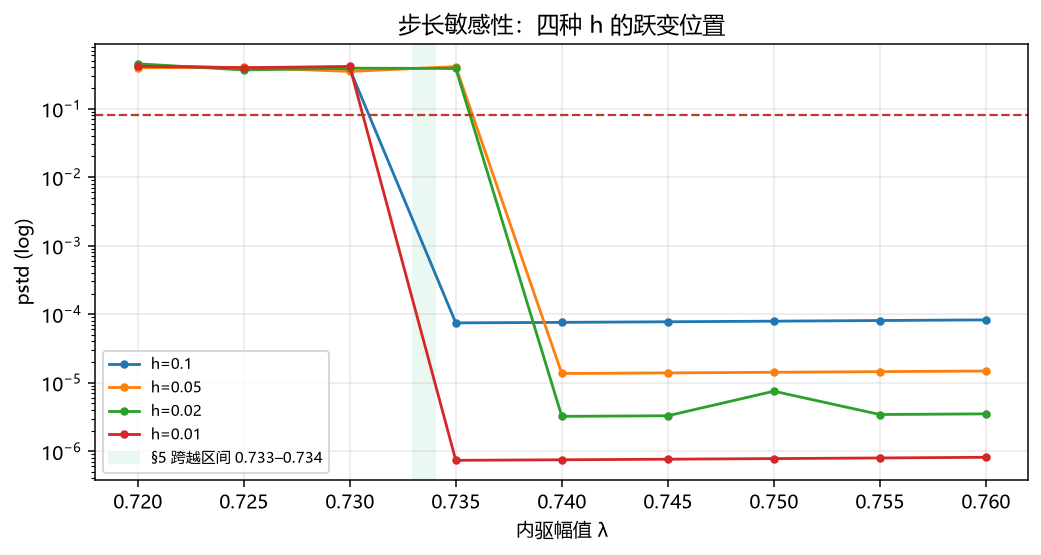 步长敏感性：四种 h 的跃变位置
pstd (log)
10⁻¹
10⁻²
10⁻³
10⁻⁴
10⁻⁵
10⁻⁶
h=0.1
h=0.05
h=0.02
h=0.01
§5 跨越区间 0.733–0.734
0.720 0.725 0.730 0.735 0.740 0.745 0.750 0.755 0.760
内驱幅值 λ